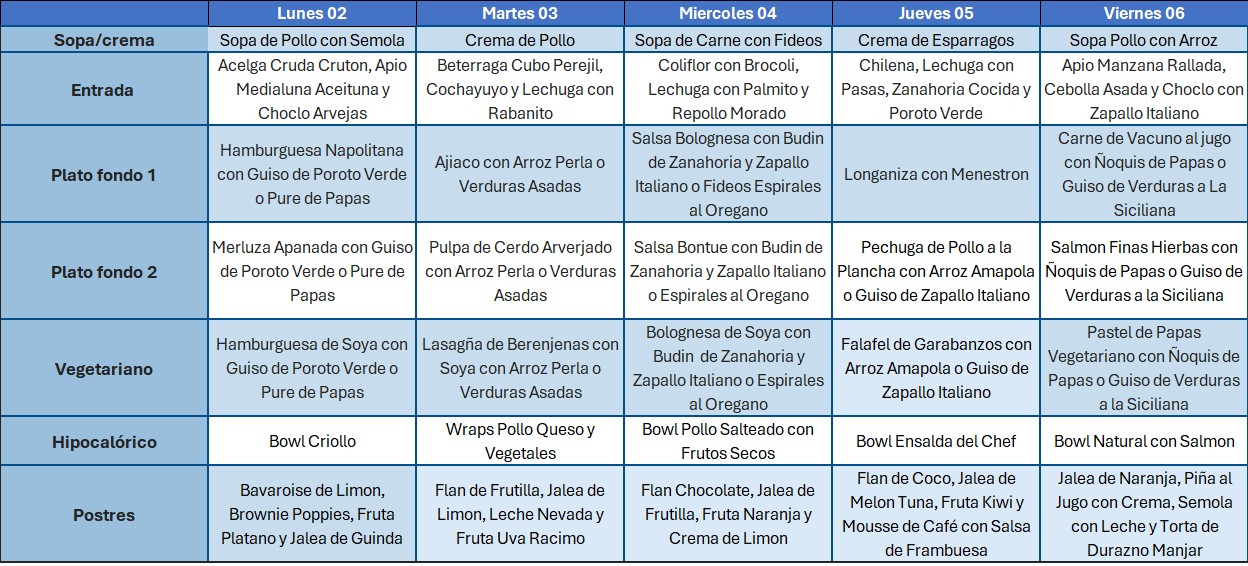 Lunes 02
Martes 03
Miercoles 04
Jueves 05
Viernes 06
Sopa/crema
Sopa de Pollo con Semola
Crema de Pollo
Sopa de Carne con Fideos
Crema de Esparragos
Sopa Pollo con Arroz
Entrada
Acelga Cruda Cruton, Apio
Medialuna Aceituna y
Choclo Arvejas
Beterraga Cubo Perejil,
Cochayuyo y Lechuga con
Rabanito
Coliflor con Brocoli,
Lechuga con Palmito y
Repollo Morado
Chilena, Lechuga con
Pasas, Zanahoria Cocida y
Poroto Verde
Apio Manzana Rallada,
Cebolla Asada y Choclo con
Zapallo Italiano
Plato fondo 1
Hamburguesa Napolitana
con Guiso de Poroto Verde
o Pure de Papas
Ajiaco con Arroz Perla o
Verduras Asadas
Salsa Bolognesa con Budin
de Zanahoria y Zapallo
Italiano o Fideos Espirales
al Oregano
Longaniza con Menestron
Carne de Vacuno al jugo
con Ñoquis de Papas o
Guiso de Verduras a La
Siciliana
Plato fondo 2
Merluza Apanada con Guiso
de Poroto Verde o Pure de
Papas
Pulpa de Cerdo Arverjado
con Arroz Perla o Verduras
Asadas
Salsa Bontue con Budin de
Zanahoria y Zapallo Italiano
o Espirales al Oregano
Pechuga de Pollo a la
Plancha con Arroz Amapola
o Guiso de Zapallo Italiano
Salmon Finas Hierbas con
Ñoquis de Papas o Guiso de
Verduras a la Siciliana
Vegetariano
Hamburguesa de Soya con
Guiso de Poroto Verde o
Pure de Papas
Lasagña de Berenjenas con
Soya con Arroz Perla o
Verduras Asadas
Bolognesa de Soya con
Budin  de Zanahoria y
Zapallo Italiano o Espirales
al Oregano
Falafel de Garabanzos con
Arroz Amapola o Guiso de
Zapallo Italiano
Pastel de Papas
Vegetariano con Ñoquis de
Papas o Guiso de Verduras
a la Siciliana
Hipocalórico
Bowl Criollo
Wraps Pollo Queso y
Vegetales
Bowl Pollo Salteado con
Frutos Secos
Bowl Ensalda del Chef
Bowl Natural con Salmon
Postres
Bavaroise de Limon,
Brownie Poppies, Fruta
Platano y Jalea de Guinda
Flan de Frutilla, Jalea de
Limon, Leche Nevada y
Fruta Uva Racimo
Flan Chocolate, Jalea de
Frutilla, Fruta Naranja y
Crema de Limon
Flan de Coco, Jalea de
Melon Tuna, Fruta Kiwi y
Mousse de Café con Salsa
de Frambuesa
Jalea de Naranja, Piña al
Jugo con Crema, Semola
con Leche y Torta de
Durazno Manjar